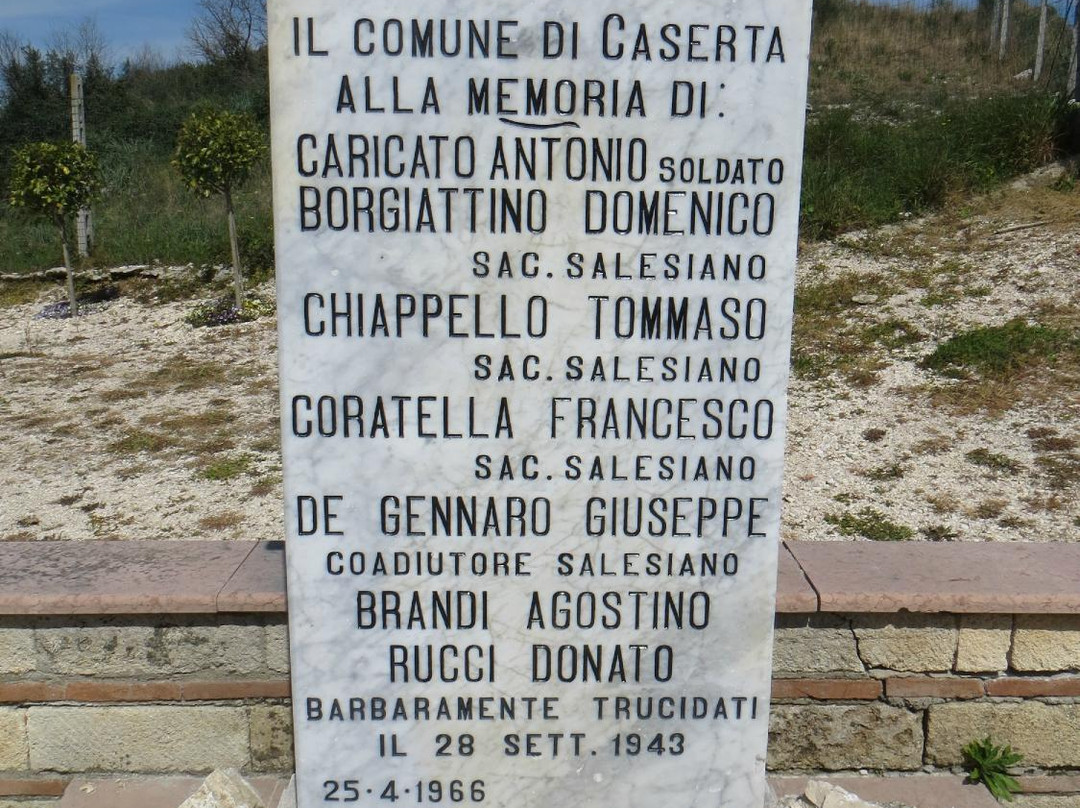 IL COMUNE DI CASERTA
ALLA MEMORIA DI:
CARICATO ANTONIO SOLDATO
BORGIATTINO DOMENICO
SAC. SALESIANO
CHIAPPELLO TOMMASO
SAC. SALESIANO
CORATELLA FRANCESCO
SAC. SALESIANO
DE GENNARO GIUSEPPE
COADIUTORE SALESIANO
BRANDI AGOSTINO
RUCCI DONATO
BARBARAMENTE TRUCIDATI
IL 28 SETT. 1943
25·4·1966